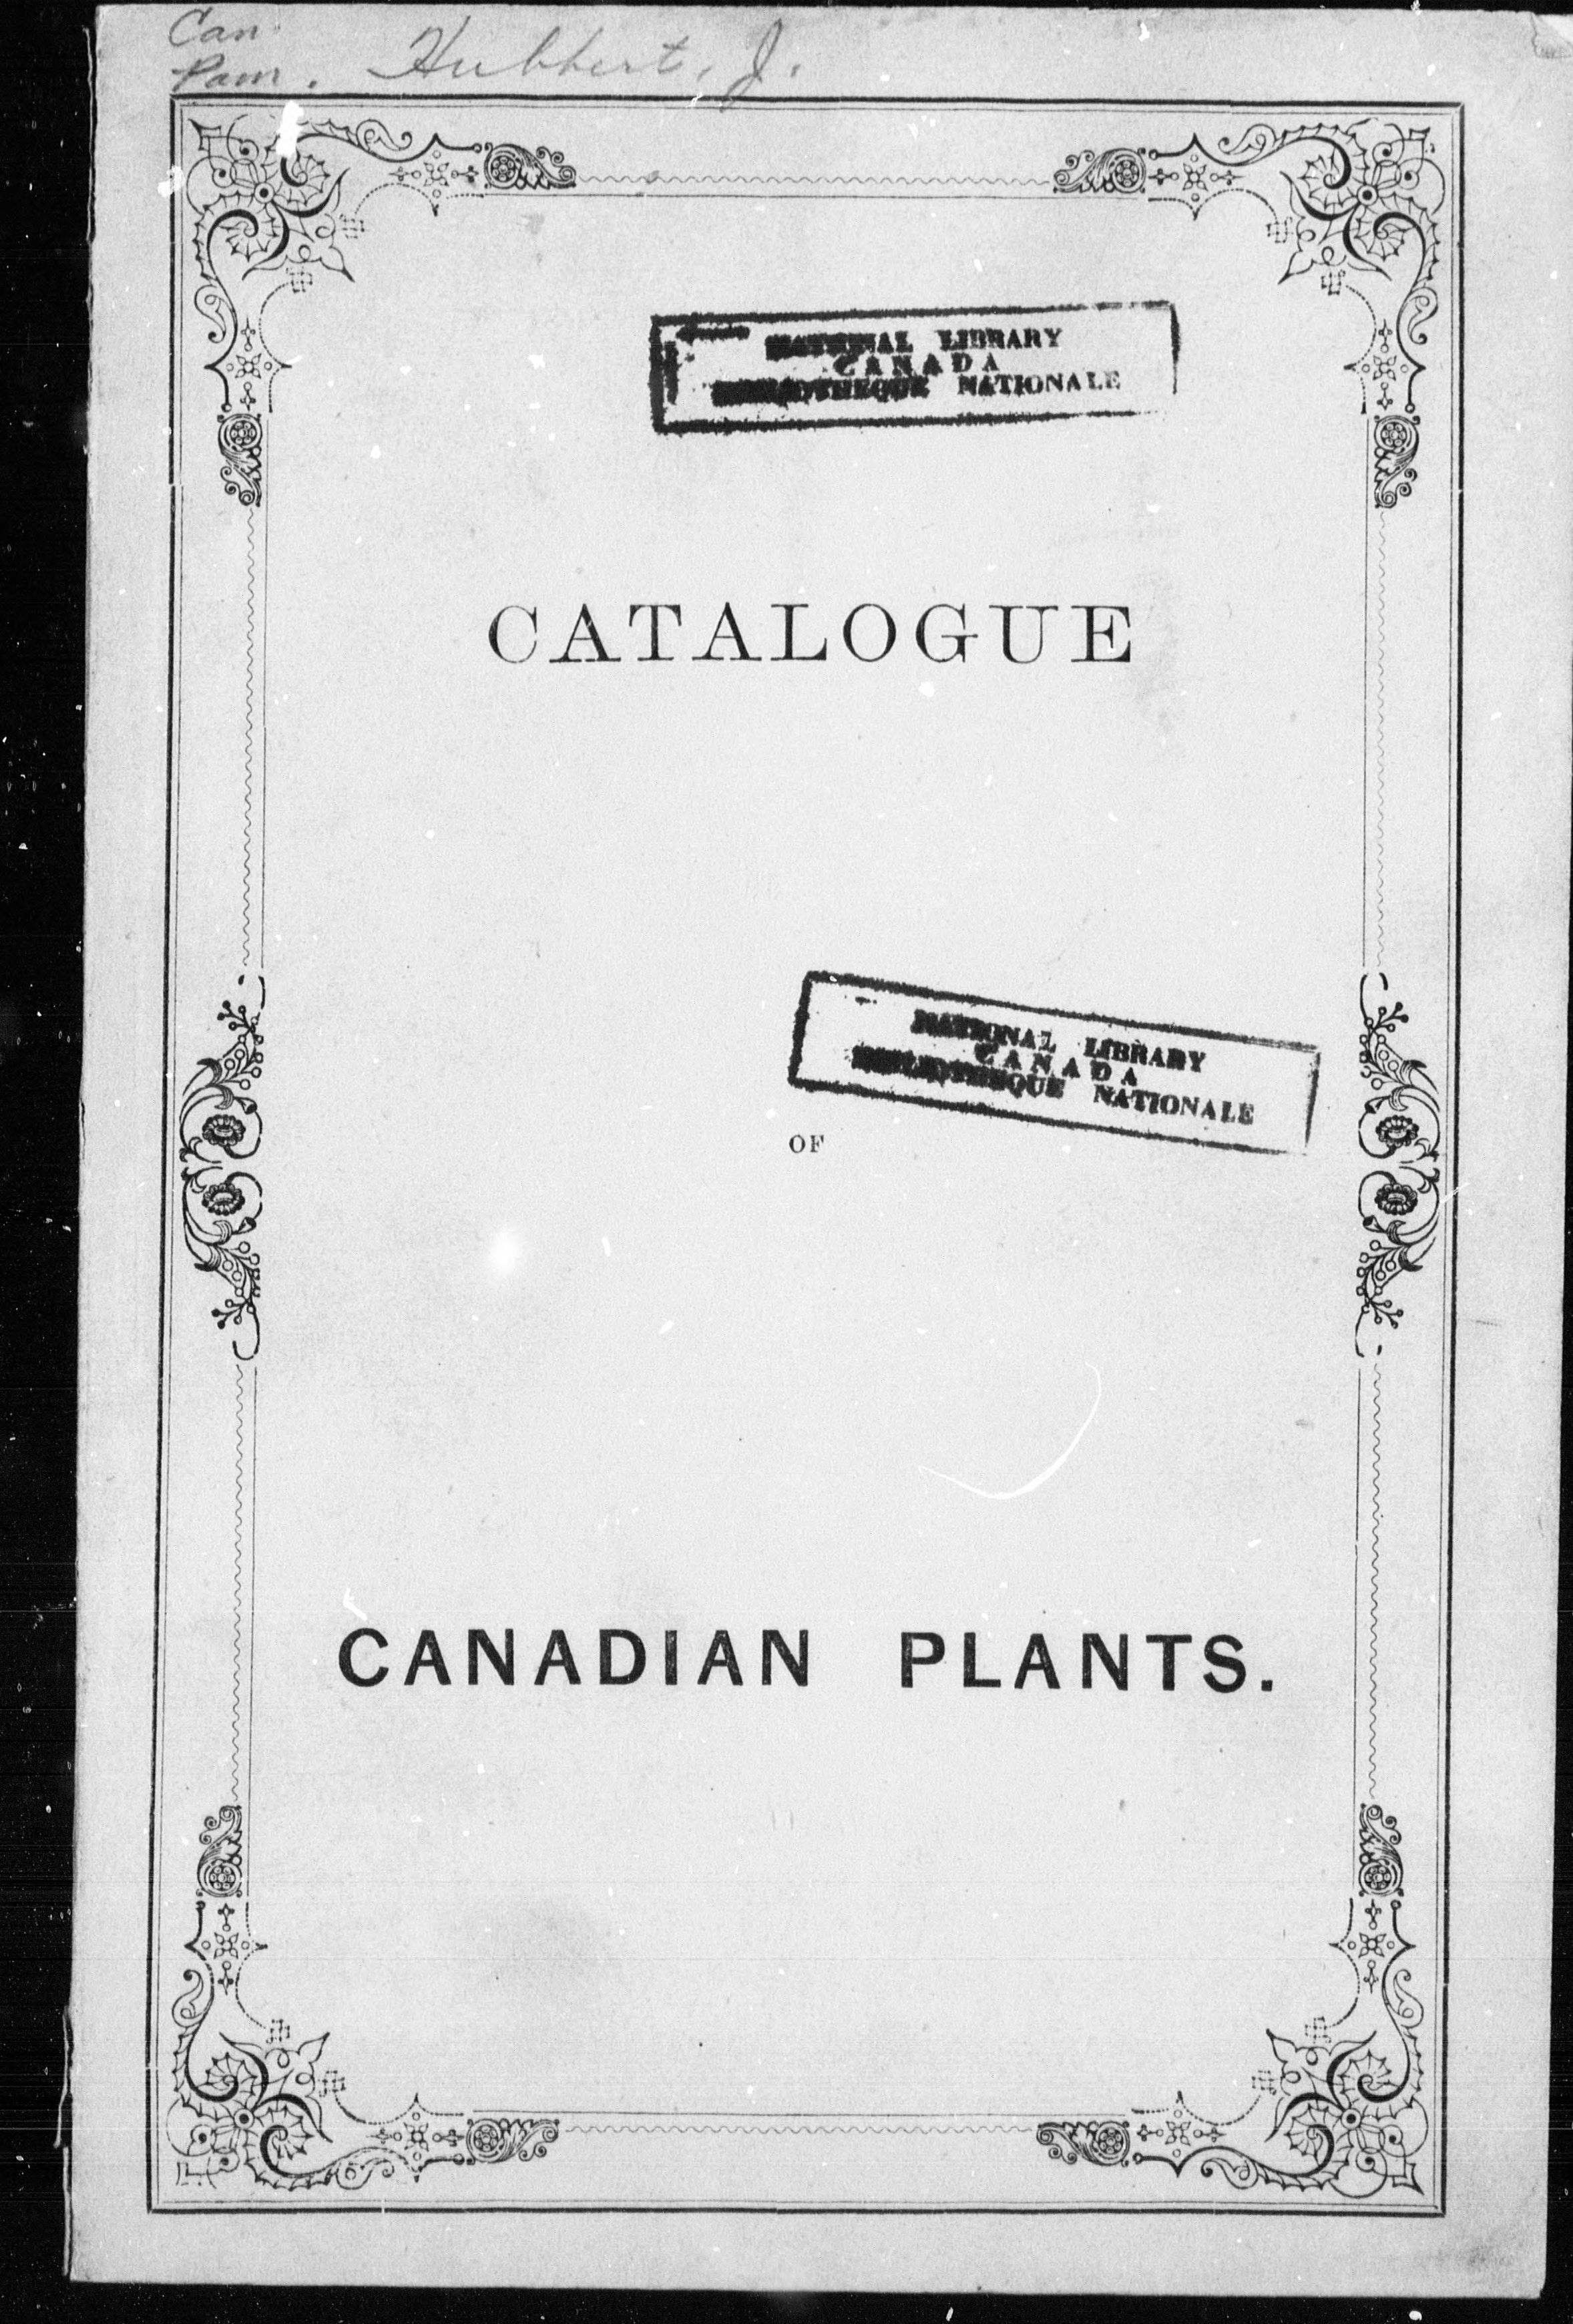 Can
Pam. Hubbert, J.
NATIONAL LIBRARY
CANADA
BIBLIOTHEQUE NATIONALE
CATALOGUE
NATIONAL LIBRARY
CANADA
BIBLIOTHEQUE NATIONALE
OF
CANADIAN PLANTS.